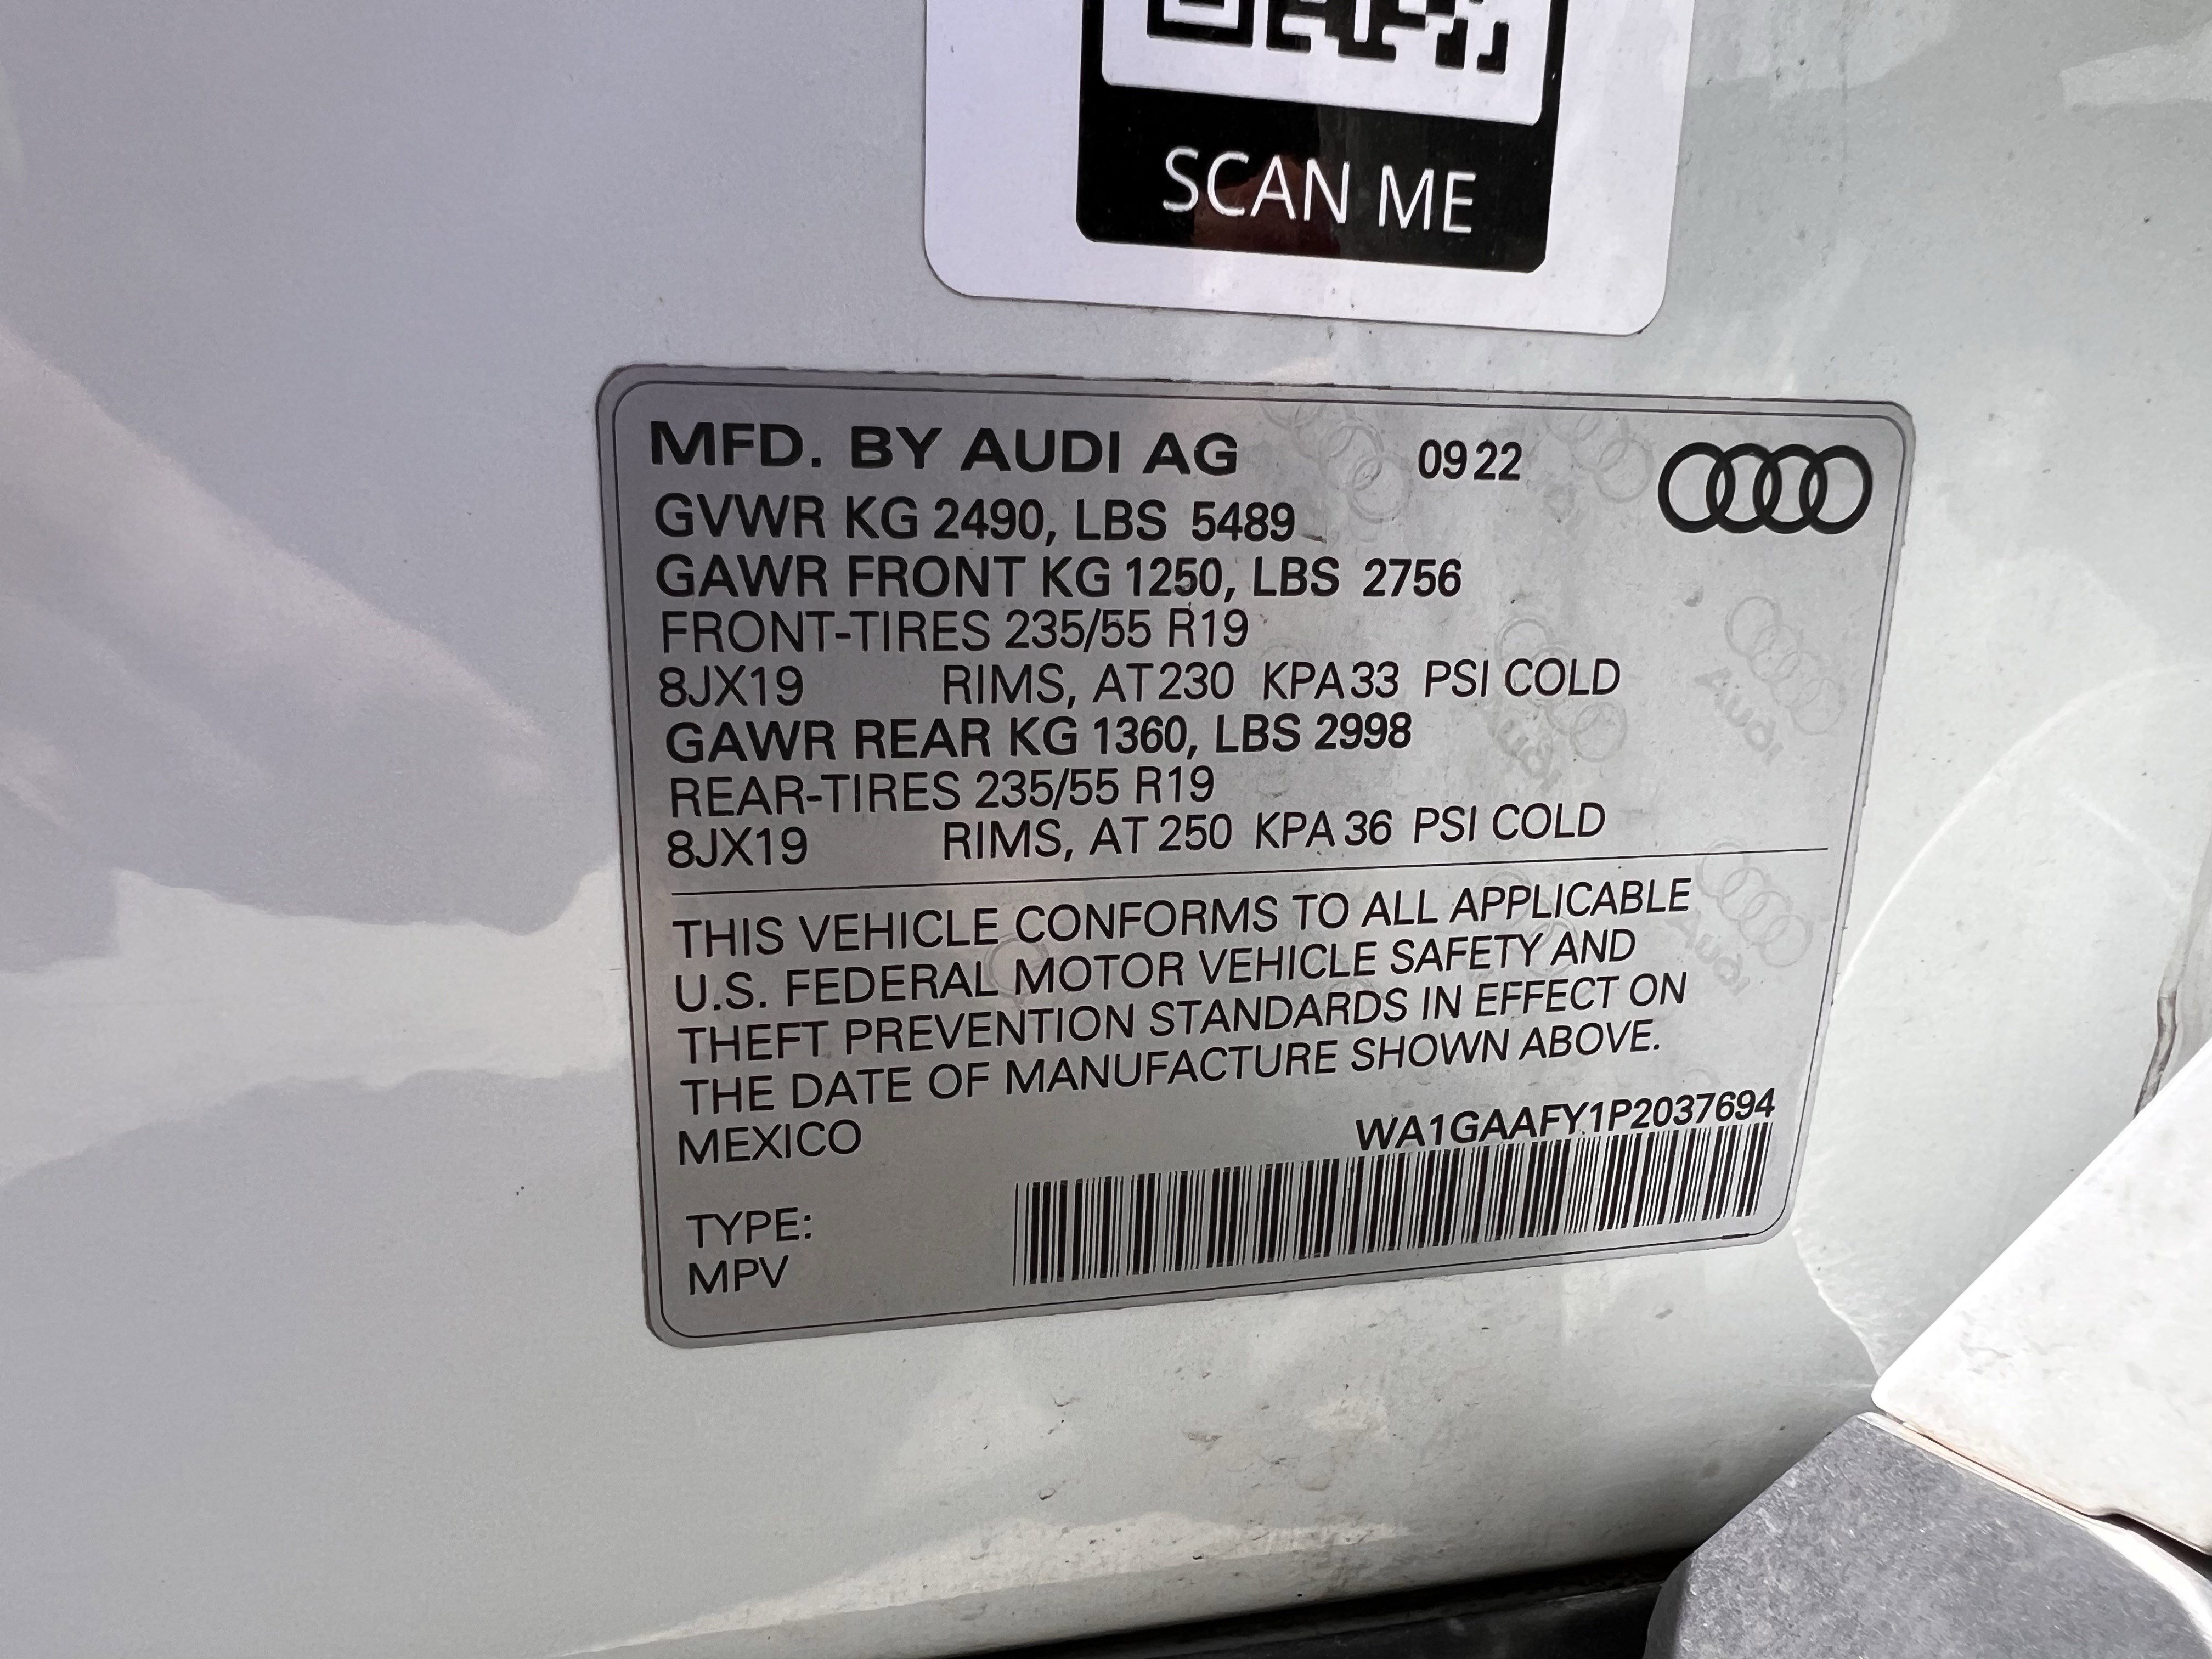 SCAN ME
MFD. BY AUDI AG 0922
GVWR KG 2490, LBS 5489
GAWR FRONT KG 1250, LBS 2756
FRONT-TIRES 235/55 R19
8JX19 RIMS, AT 230 KPA 33 PSI COLD
GAWR REAR KG 1360, LBS 2998
REAR-TIRES 235/55 R19
8JX19 RIMS, AT 250 KPA 36 PSI COLD
THIS VEHICLE CONFORMS TO ALL APPLICABLE
U.S. FEDERAL MOTOR VEHICLE SAFETY AND
THEFT PREVENTION STANDARDS IN EFFECT ON
THE DATE OF MANUFACTURE SHOWN ABOVE.
MEXICO WA1GAAFY1P2037694
TYPE:
MPV
Audi
Audi
Audi